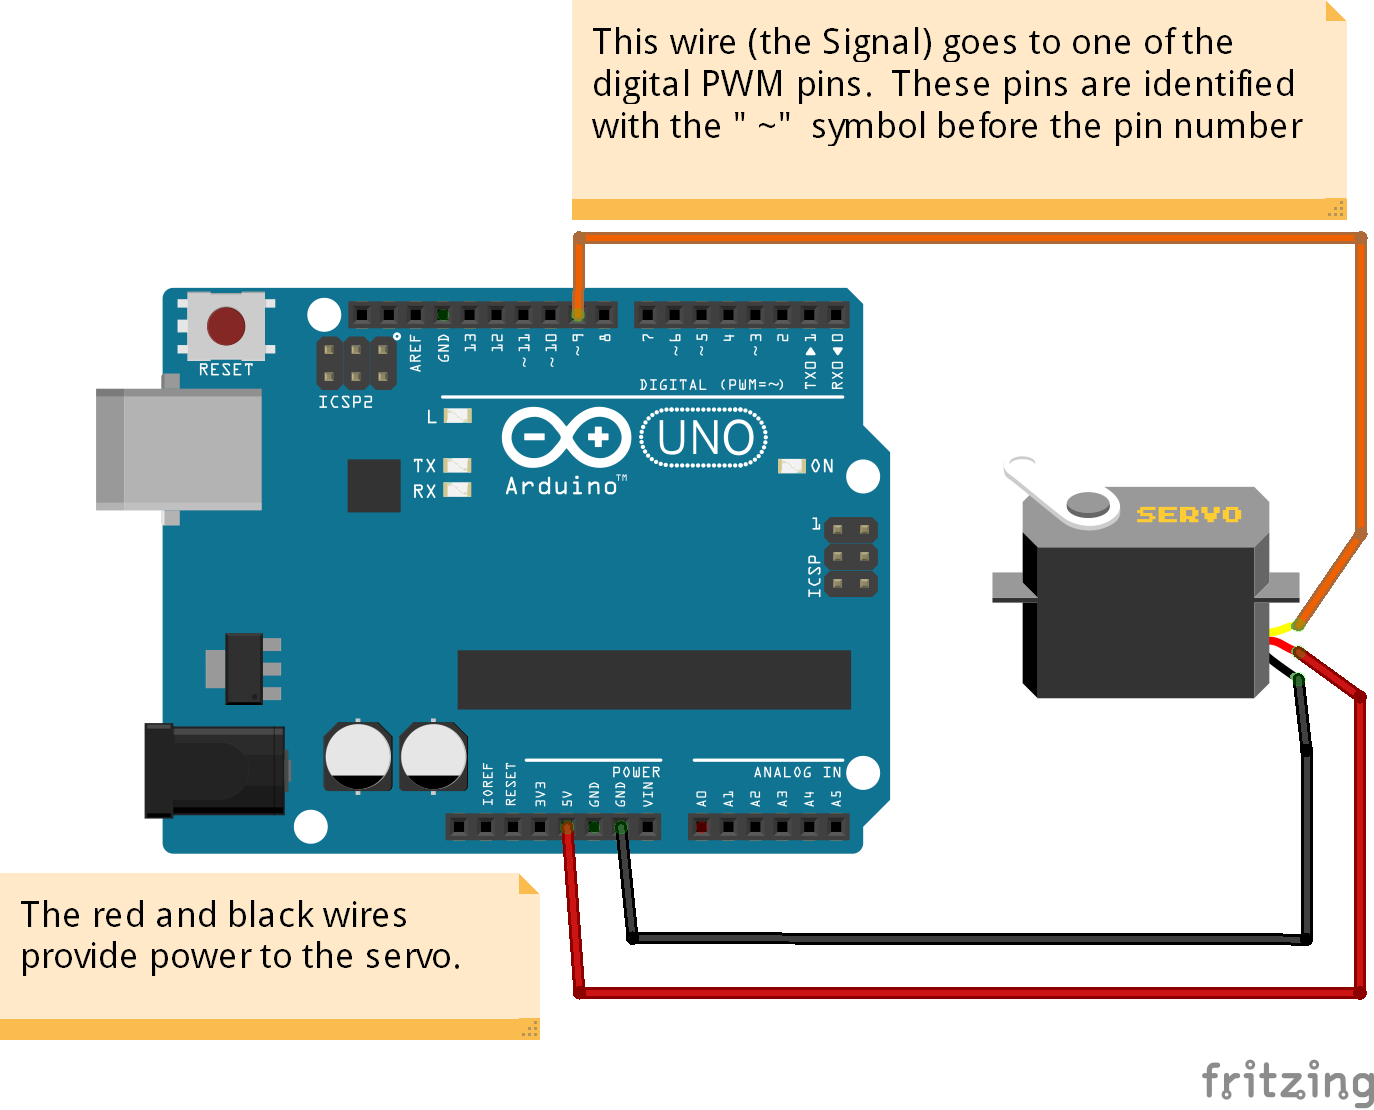 This wire (the Signal) goes to one of the
digital PWM pins. These pins are identified
with the " ~" symbol before the pin number
RESET
ICSP2
AREF
GND
13
12
~11
~10
~9
8
7
~6
~5
4
~3
2
TX0▶1
RX0◀0
DIGITAL (PWM=~)
L
TX
RX
UNO
Arduino™
ON
1
ICSP
SERVO
IOREF
RESET
3V3
5V
GND
GND
VIN
POWER
ANALOG IN
A0
A1
A2
A3
A4
A5
The red and black wires
provide power to the servo.
fritzing